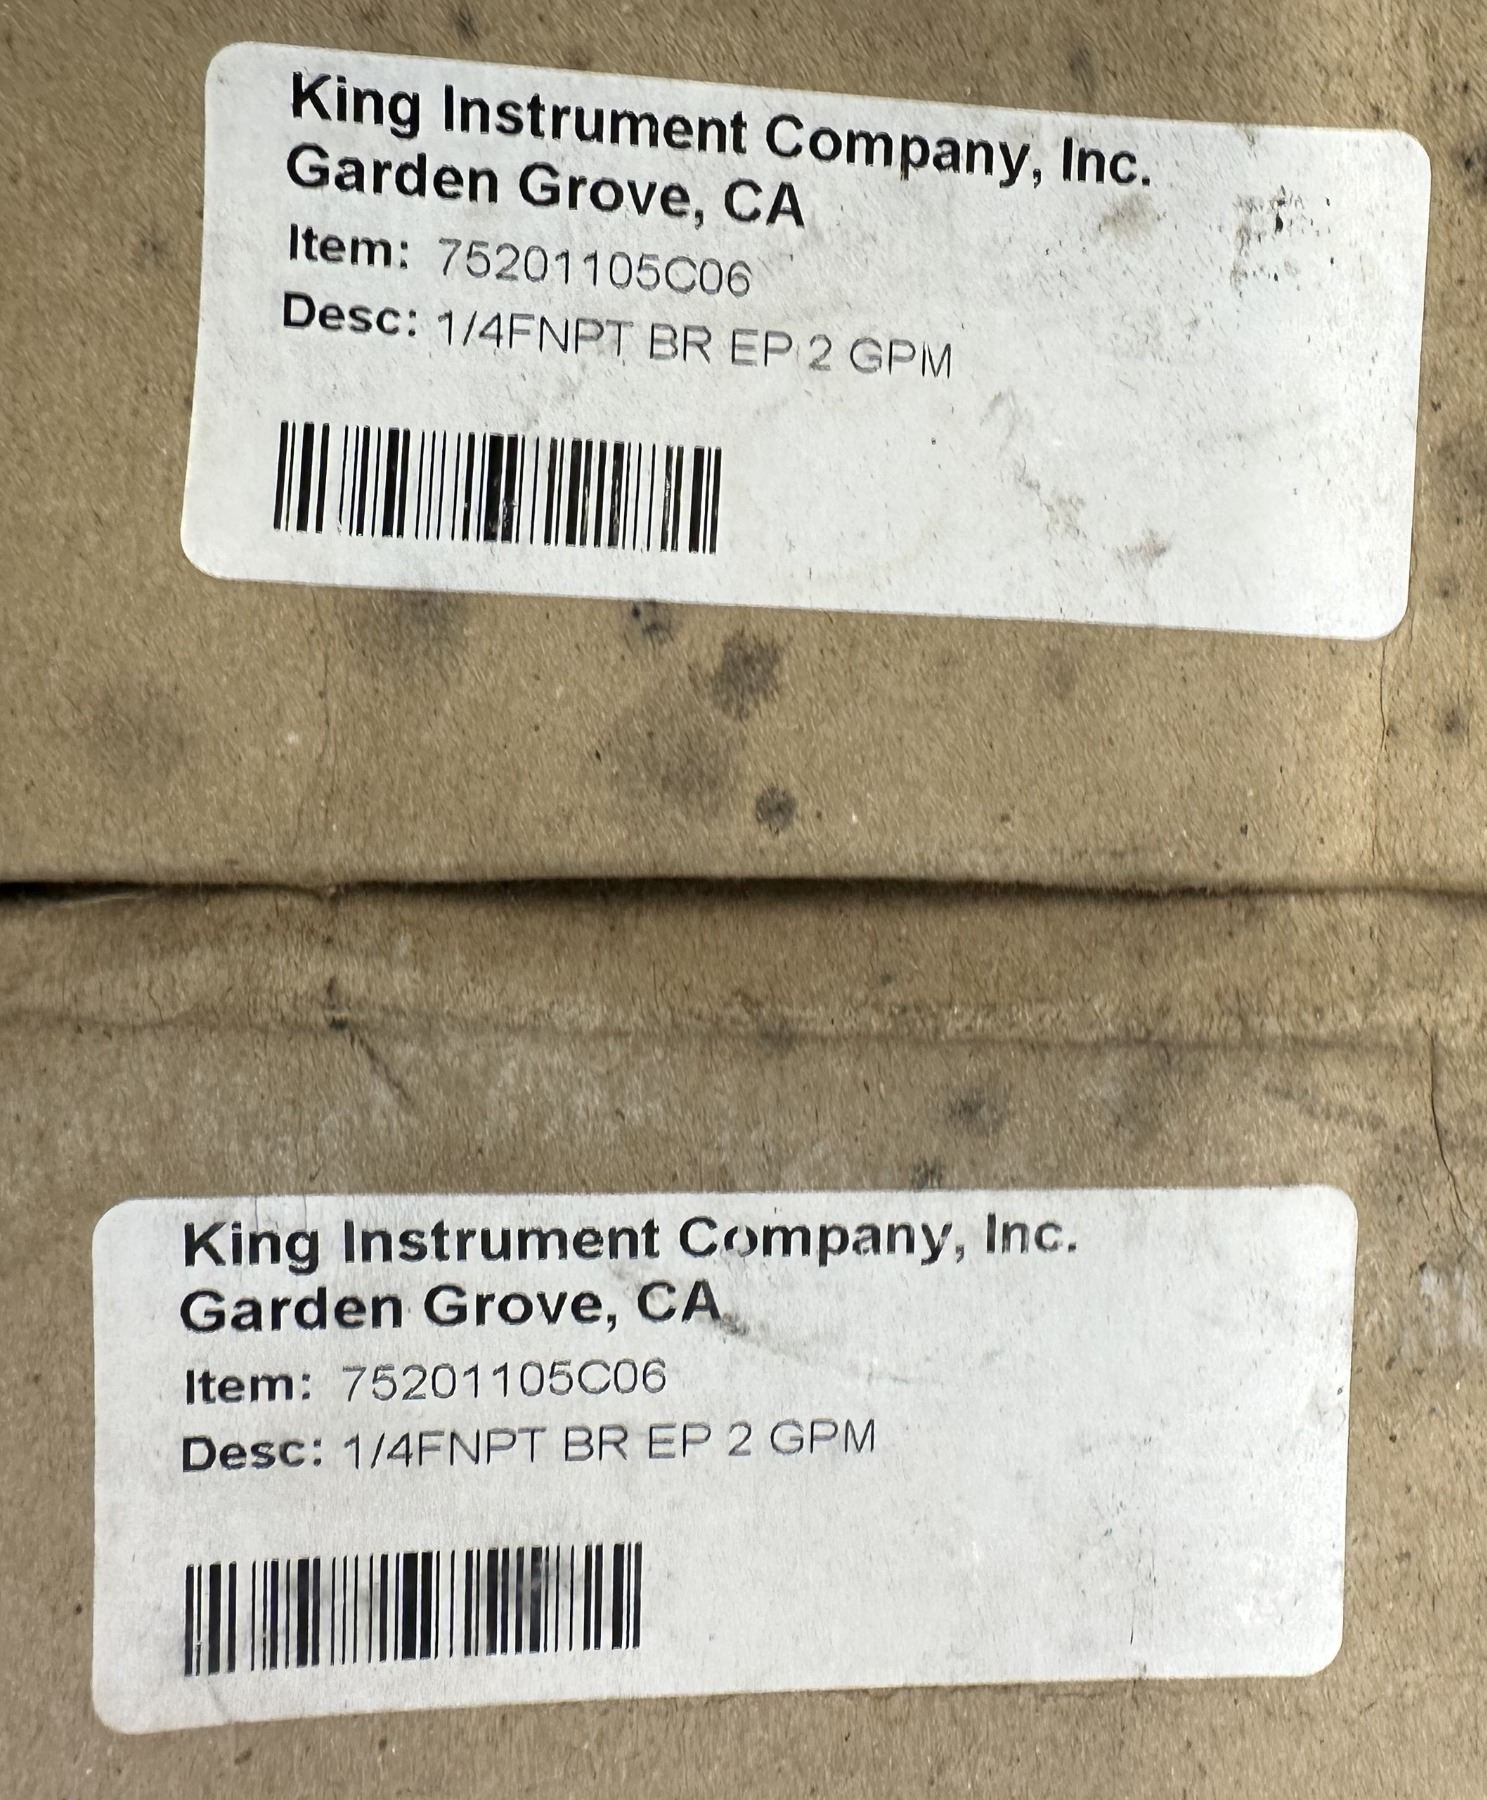 King Instrument Company, Inc.
Garden Grove, CA
Item: 75201105C06
Desc: 1/4FNPT BR EP 2 GPM
King Instrument Company, Inc.
Garden Grove, CA
Item: 75201105C06
Desc: 1/4FNPT BR EP 2 GPM